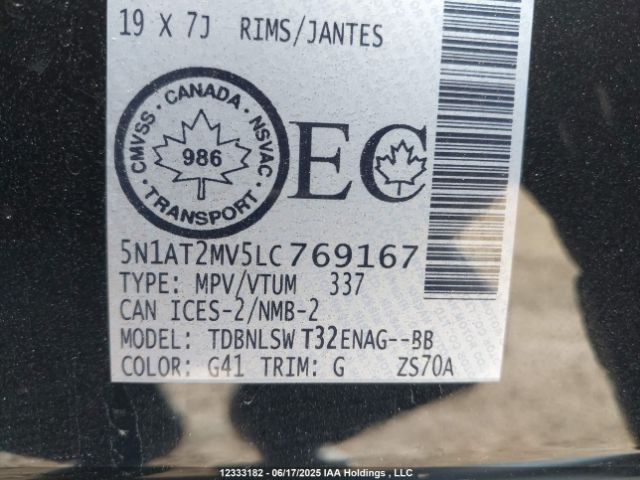 19 X 7J RIMS/JANTES
CMVSS · CANADA · NSVAC · TRANSPORT ·
986
EC
5N1AT2MV5LC769167
TYPE: MPV/VTUM 337
CAN ICES-2/NMB-2
MODEL: TDBNLSW T32ENAG--BB
COLOR: G41 TRIM: G ZS70A
12333182 - 06/17/2025 IAA Holdings , LLC